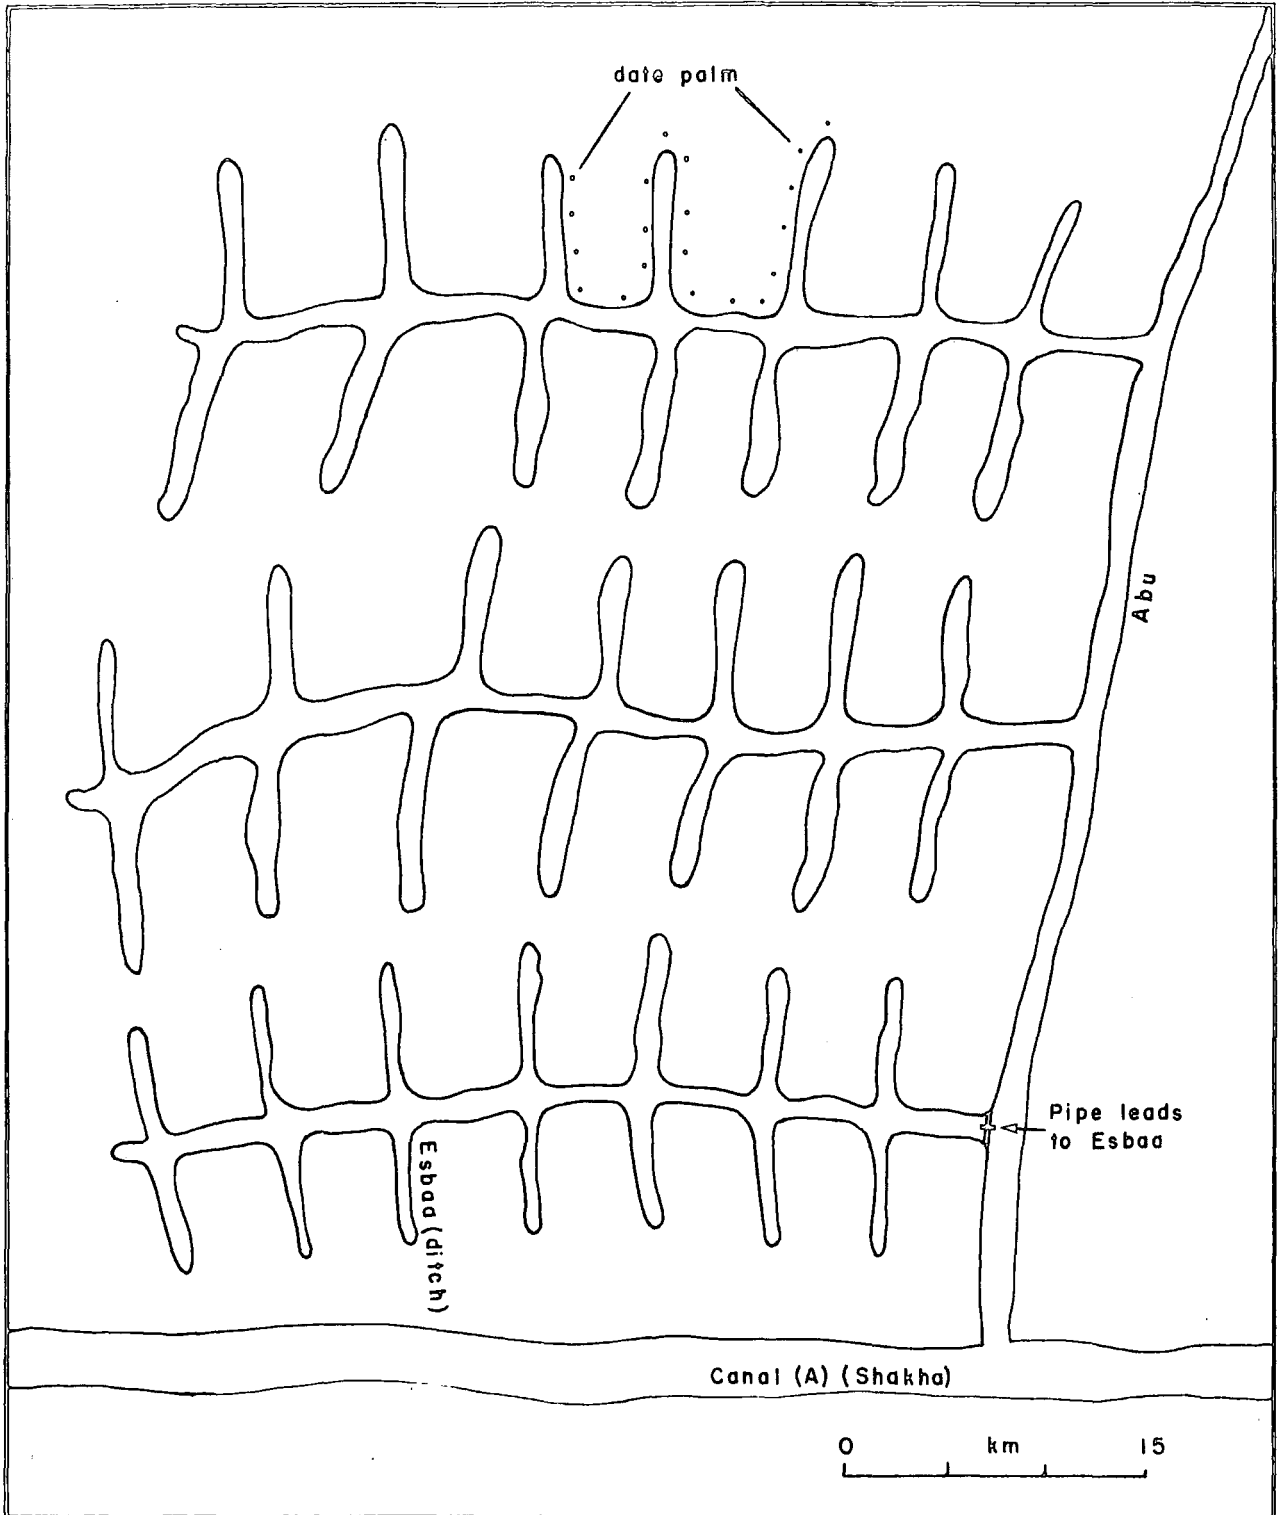 date palm
Abu
Pipe leads
to Esbaa
Esbaa (ditch)
Canal (A) (Shakha)
0 km 15